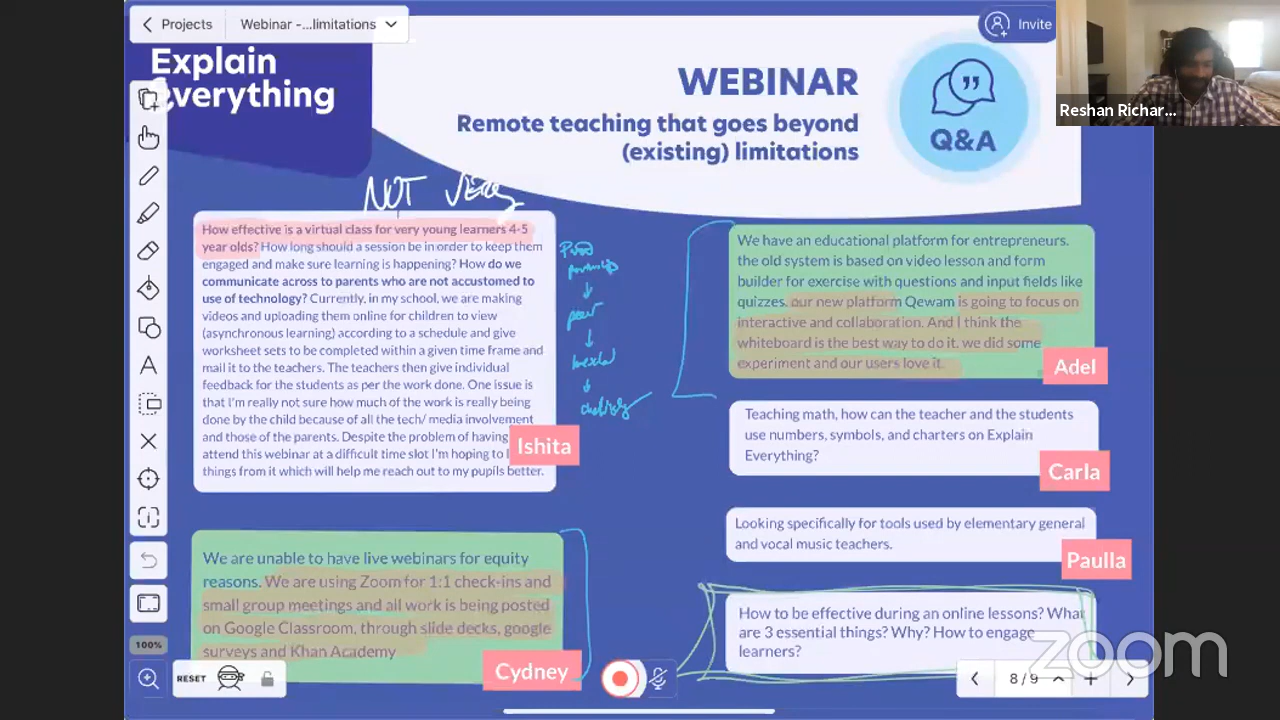 Projects
Webinar -...limitations
Invite
Explain
Everything
WEBINAR
Remote teaching that goes beyond
(existing) limitations
Q&A
Reshan Richar...
NOT very
How effective is a virtual class for very young learners 4-5
year olds? How long should a session be in order to keep them
engaged and make sure learning is happening? How do we
communicate across to parents who are not accustomed to
use of technology? Currently, in my school, we are making
videos and uploading them online for children to view
(asynchronous learning) according to a schedule and give
worksheet sets to be completed within a given time frame and
mail it to the teachers. The teachers then give individual
feedback for the students as per the work done. One issue is
that I'm really not sure how much of the work is really being
done by the child because of all the tech/ media involvement
and those of the parents. Despite the problem of having
attend this webinar at a difficult time slot I'm hoping to
things from it which will help me reach out to my pupils better.
Ishita
We are unable to have live webinars for equity
reasons. We are using Zoom for 1:1 check-ins and
small group meetings and all work is being posted
on Google Classroom, through slide decks, google
surveys and Khan Academy
Cydney
We have an educational platform for entrepreneurs.
the old system is based on video lesson and form
builder for exercise with questions and input fields like
quizzes. our new platform Qewam is going to focus on
interactive and collaboration. And I think the
whiteboard is the best way to do it. we did some
experiment and our users love it.
Adel
Teaching math, how can the teacher and the students
use numbers, symbols, and charters on Explain
Everything?
Carla
Looking specifically for tools used by elementary general
and vocal music teachers.
Paulla
How to be effective during an online lessons? What
are 3 essential things? Why? How to engage
learners?
A
100%
RESET
8/9
zoom